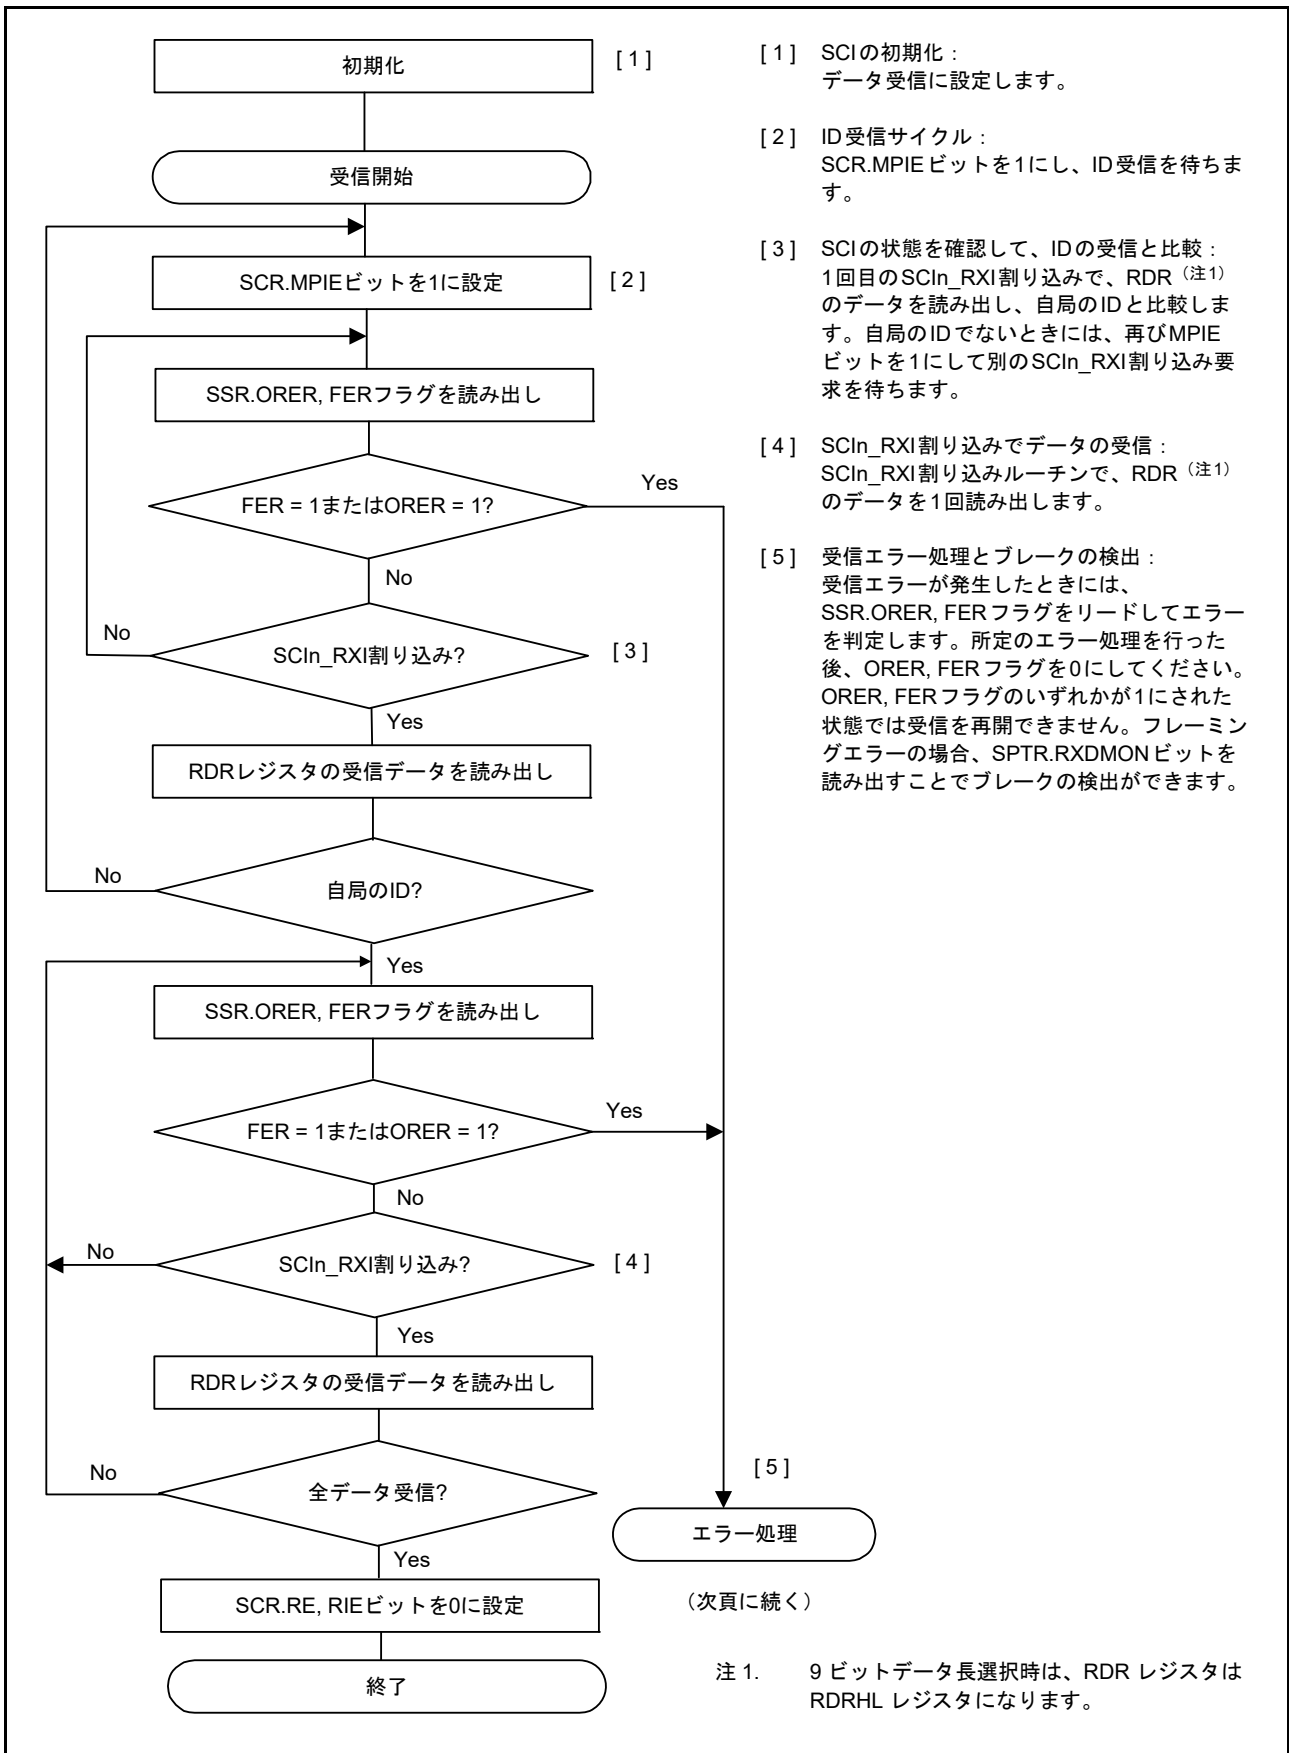 初期化
[ 1 ]
受信開始
SCR.MPIEビットを1に設定
[ 2 ]
SSR.ORER, FERフラグを読み出し
FER = 1またはORER = 1?
Yes
No
SCIn_RXI割り込み?
No
[ 3 ]
Yes
RDRレジスタの受信データを読み出し
自局のID?
No
Yes
SSR.ORER, FERフラグを読み出し
FER = 1またはORER = 1?
Yes
No
SCIn_RXI割り込み?
No
[ 4 ]
Yes
RDRレジスタの受信データを読み出し
全データ受信?
No
Yes
SCR.RE, RIEビットを0に設定
終了
[ 5 ]
エラー処理
（次頁に続く）
[ 1 ] SCIの初期化：
データ受信に設定します。
[ 2 ] ID受信サイクル：
SCR.MPIEビットを1にし、ID受信を待ちま
す。
[ 3 ] SCIの状態を確認して、IDの受信と比較：
1回目のSCIn_RXI割り込みで、RDR（注1）
のデータを読み出し、自局のIDと比較しま
す。自局のIDでないときには、再びMPIE
ビットを1にして別のSCIn_RXI割り込み要
求を待ちます。
[ 4 ] SCIn_RXI割り込みでデータの受信：
SCIn_RXI割り込みルーチンで、RDR（注1）
のデータを1回読み出します。
[ 5 ] 受信エラー処理とブレークの検出：
受信エラーが発生したときには、
SSR.ORER, FERフラグをリードしてエラー
を判定します。所定のエラー処理を行った
後、ORER, FERフラグを0にしてください。
ORER, FERフラグのいずれかが1にされた
状態では受信を再開できません。フレーミン
グエラーの場合、SPTR.RXDMONビットを
読み出すことでブレークの検出ができます。
注 1. 9 ビットデータ長選択時は、RDR レジスタは
RDRHL レジスタになります。